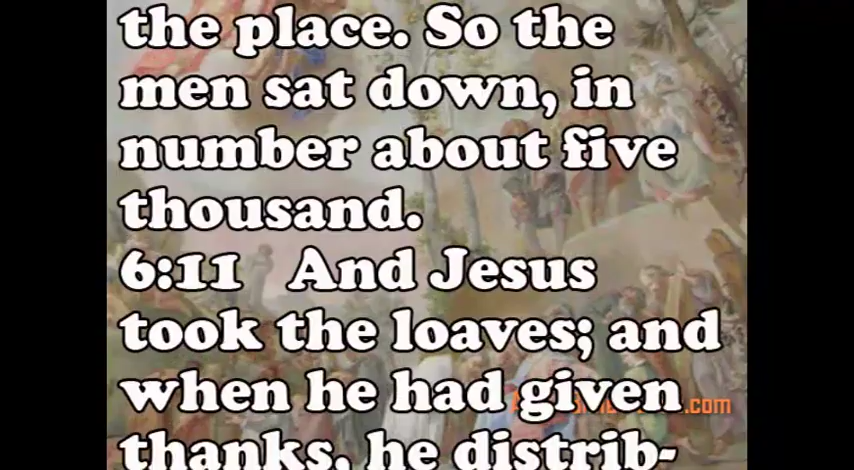 the place. So the
men sat down, in
number about five
thousand.
6:11 And Jesus
took the loaves; and
when he had given
.com
thanks, he distrib-